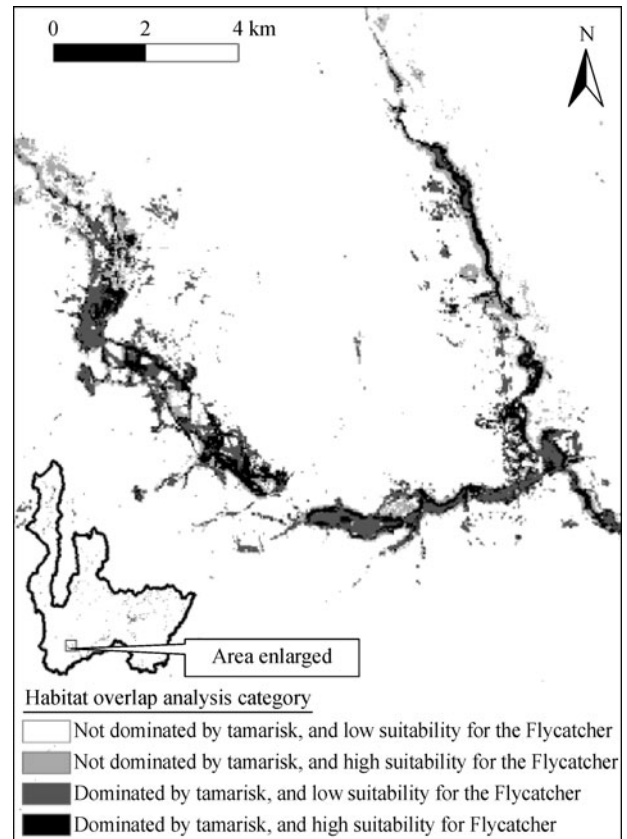 0 2 4 km
N
Area enlarged
Habitat overlap analysis category
Not dominated by tamarisk, and low suitability for the Flycatcher
Not dominated by tamarisk, and high suitability for the Flycatcher
Dominated by tamarisk, and low suitability for the Flycatcher
Dominated by tamarisk, and high suitability for Flycatcher